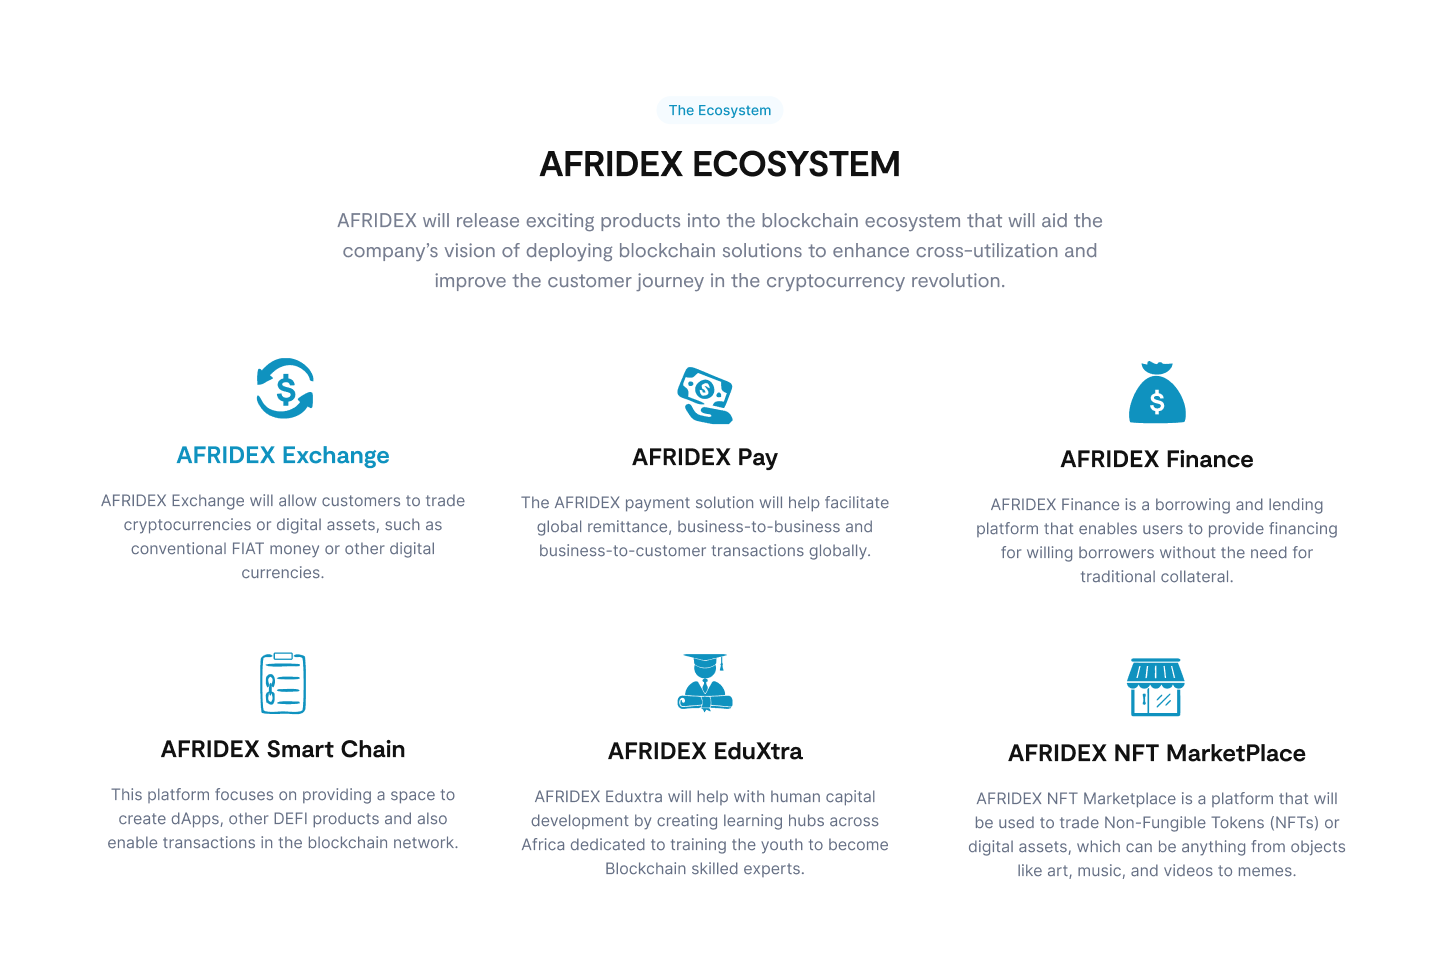 The Ecosystem
AFRIDEX ECOSYSTEM
AFRIDEX will release exciting products into the blockchain ecosystem that will aid the
company’s vision of deploying blockchain solutions to enhance cross-utilization and
improve the customer journey in the cryptocurrency revolution.
AFRIDEX Exchange
AFRIDEX Exchange will allow customers to trade
cryptocurrencies or digital assets, such as
conventional FIAT money or other digital
currencies.
AFRIDEX Pay
The AFRIDEX payment solution will help facilitate
global remittance, business-to-business and
business-to-customer transactions globally.
AFRIDEX Finance
AFRIDEX Finance is a borrowing and lending
platform that enables users to provide financing
for willing borrowers without the need for
traditional collateral.
AFRIDEX Smart Chain
This platform focuses on providing a space to
create dApps, other DEFI products and also
enable transactions in the blockchain network.
AFRIDEX EduXtra
AFRIDEX Eduxtra will help with human capital
development by creating learning hubs across
Africa dedicated to training the youth to become
Blockchain skilled experts.
AFRIDEX NFT MarketPlace
AFRIDEX NFT Marketplace is a platform that will
be used to trade Non-Fungible Tokens (NFTs) or
digital assets, which can be anything from objects
like art, music, and videos to memes.